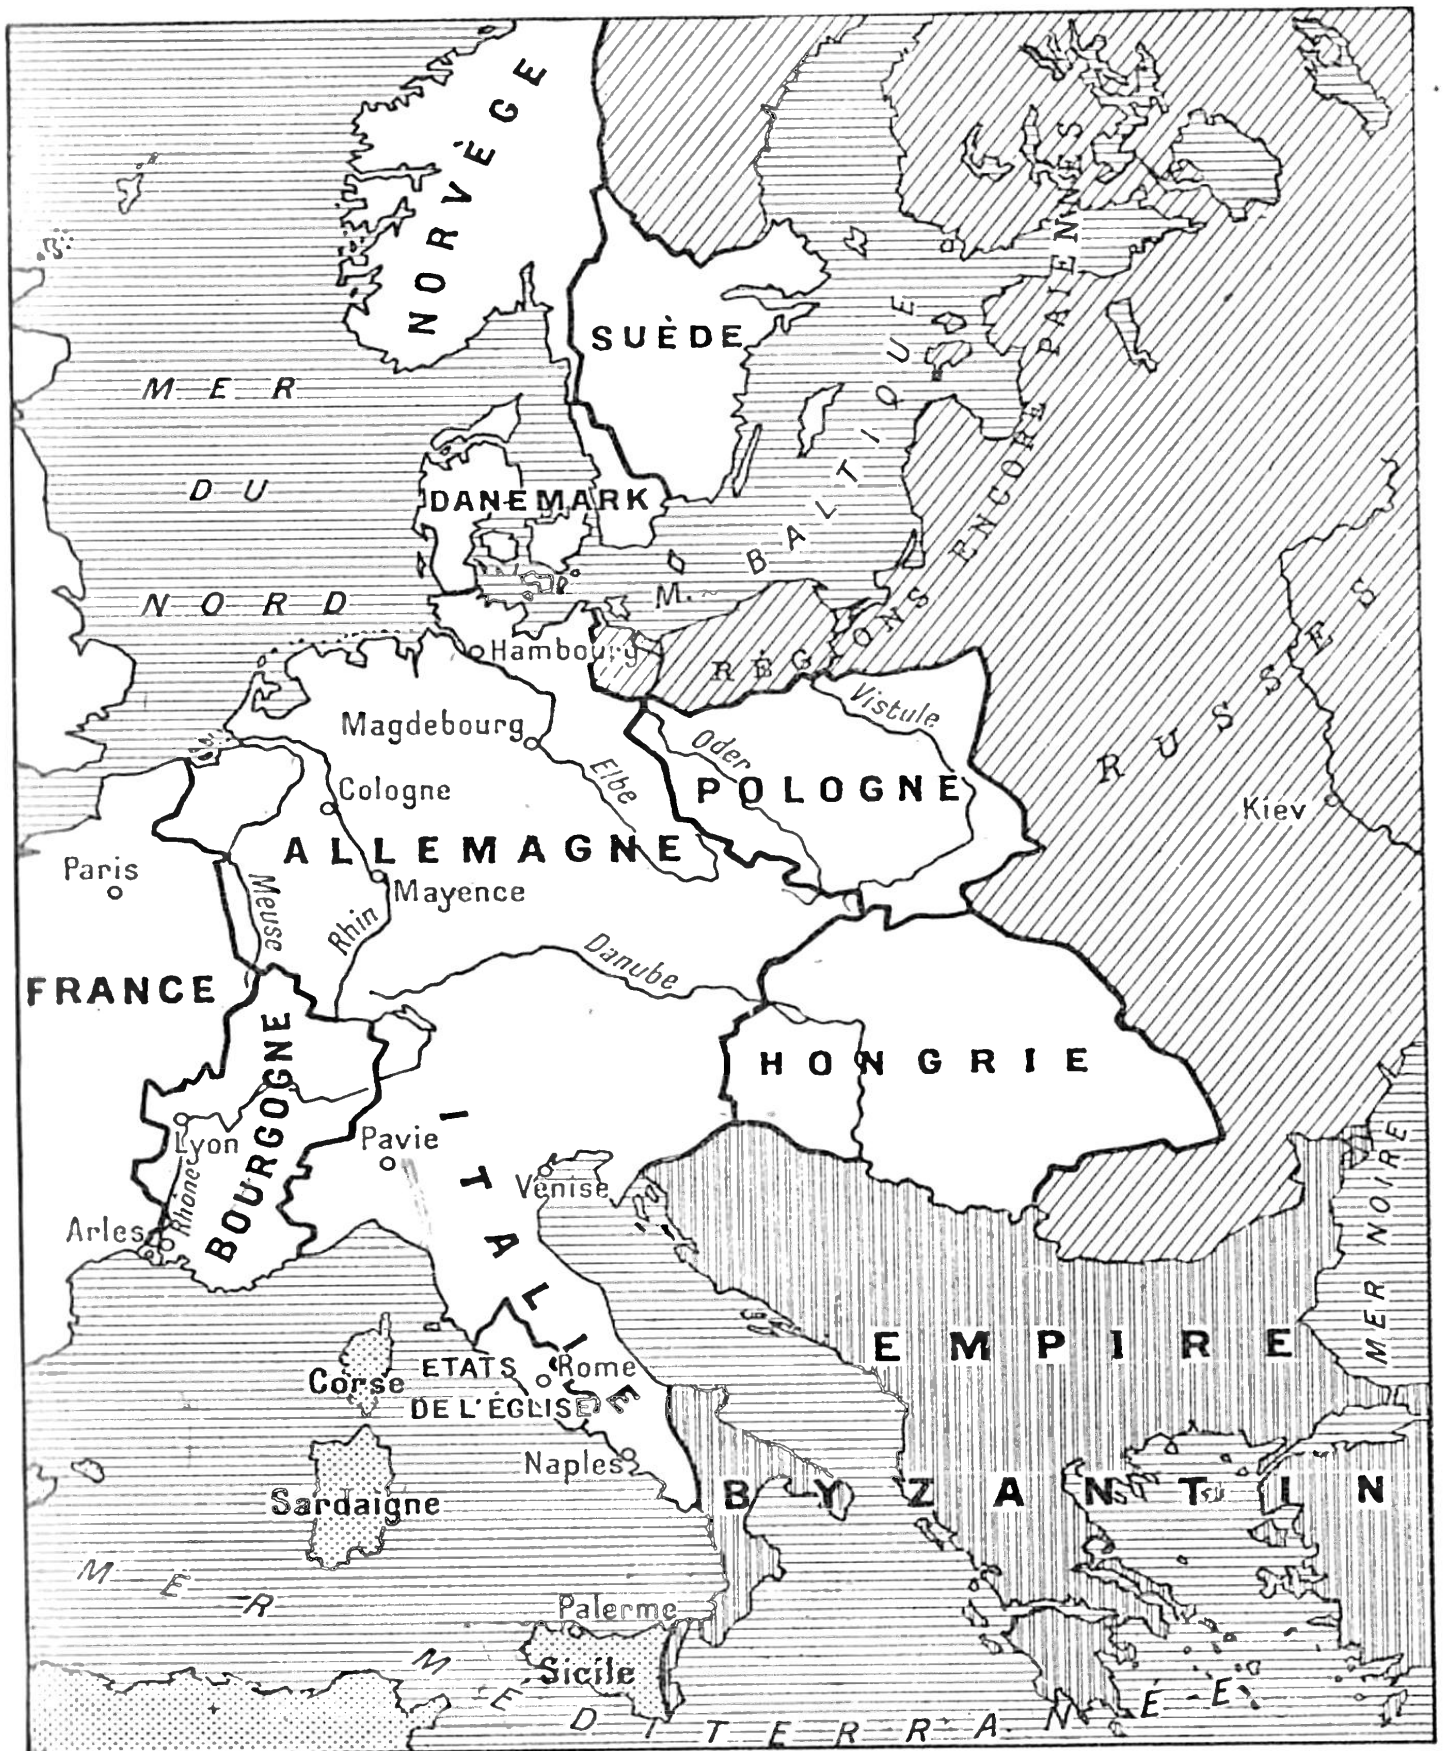 NORVÈGE
SUÈDE
MER
DU
NORD
DANEMARK
M. BALTIQUE
RÉGIONS ENCORE PAIENNES
RUSSES
Hambourg
Magdebourg
Elbe
Oder
Vistule
POLOGNE
Kiev
Cologne
ALLEMAGNE
Paris
Mayence
Meuse
Rhin
Danube
FRANCE
BOURGOGNE
HONGRIE
Lyon
Rhône
Arles
Pavie
Venise
ITALIE
MER NOIRE
EMPIRE
BYZANTIN
Corse
ETATS
DE L'ÉGLISE
Rome
Naples
Sardaigne
Palerme
Sicile
MER
MEDITERRANÉE